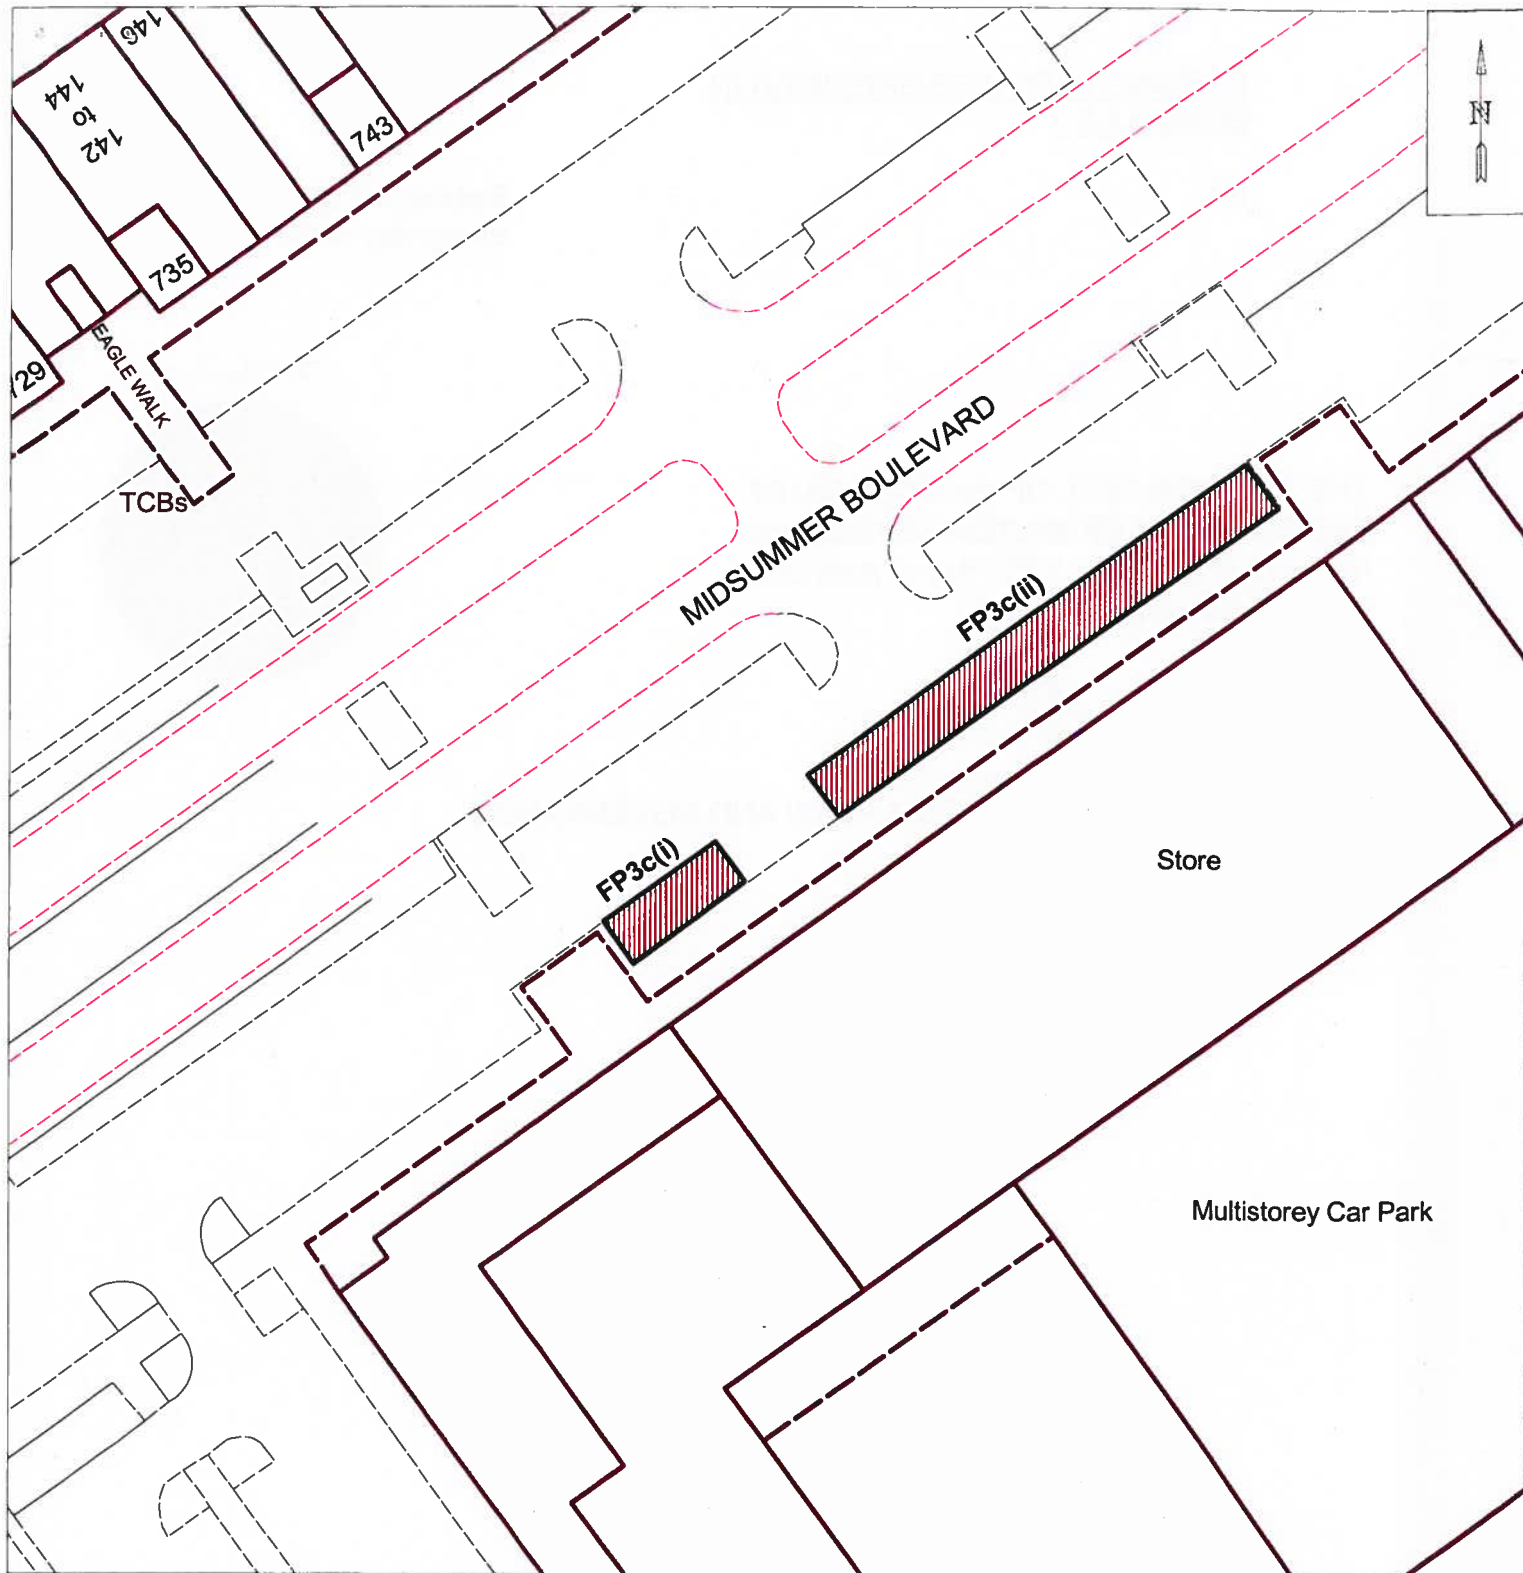 146
142
to
144
743
735
729
EAGLE WALK
TCBs
N
MIDSUMMER BOULEVARD
FP3c(ii)
FP3c(i)
Store
Multistorey Car Park